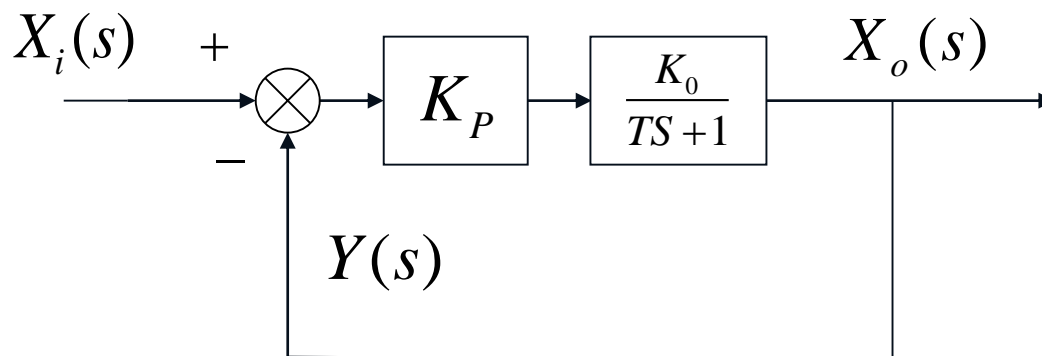 X_i(s) + K_P K_0/(TS+1) X_o(s)
−
Y(s)